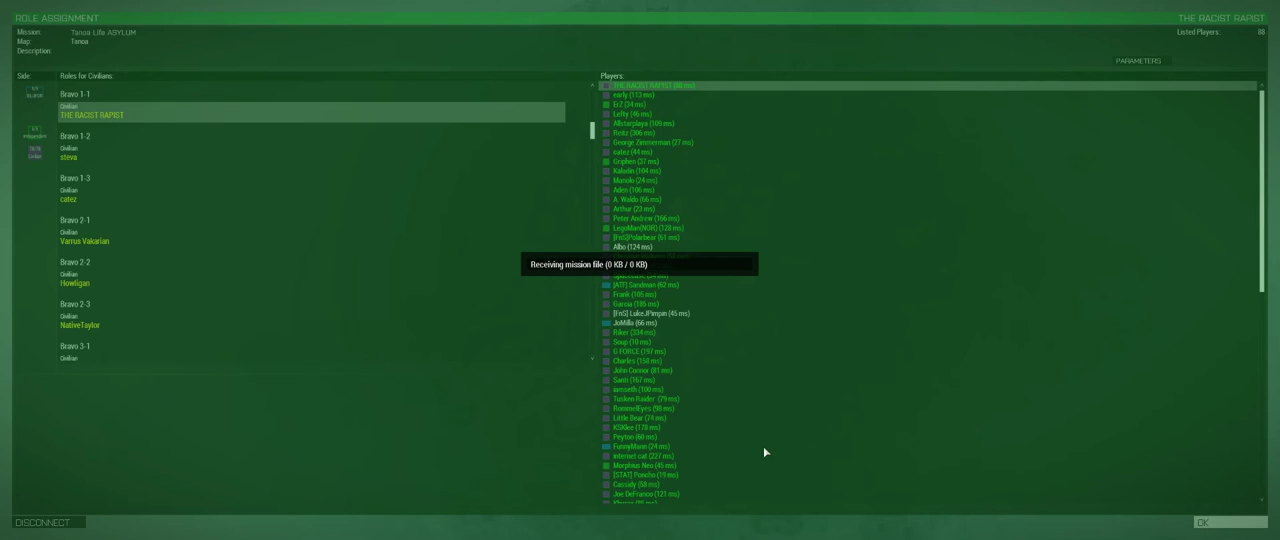 ROLE ASSIGNMENT
THE RACIST RAPIST
Mission: Tanoa Life ASYLUM
Map: Tanoa
Description:
Listed Players: 88
PARAMETERS
Side:
Roles for Civilians:
Bravo 1-1
Civilian
THE RACIST RAPIST
Bravo 1-2
Civilian
steva
Bravo 1-3
Civilian
catez
Bravo 2-1
Civilian
Varrus Vakarian
Bravo 2-2
Civilian
Howligan
Bravo 2-3
Civilian
NativeTaylor
Bravo 3-1
Civilian
Players:
THE RACIST RAPIST (88 ms)
early (113 ms)
ErZ (34 ms)
Lefty (46 ms)
Allstarplaya (109 ms)
Reitz (306 ms)
George Zimmerman (27 ms)
catez (44 ms)
Griphen (37 ms)
Kaladin (104 ms)
Manulo (24 ms)
Aden (106 ms)
A. Waldo (66 ms)
Arthur (23 ms)
Peter Andrew (166 ms)
LegoMan(NOR) (128 ms)
[FnS]Polarbear (61 ms)
Albo (124 ms)
Receiving mission file (0 KB / 0 KB)
[ATF] Sandman (62 ms)
Frank (105 ms)
Garcia (185 ms)
[FnS] LukeJPimpin (45 ms)
JoMilla (66 ms)
Riker (334 ms)
Soup (10 ms)
G FORCE (197 ms)
Charles (158 ms)
John Connor (81 ms)
Santi (167 ms)
iamseth (100 ms)
Tusken Raider (79 ms)
RommelEyes (98 ms)
Little Bear (74 ms)
KSKlee (178 ms)
Peyton (60 ms)
FunnyMann (24 ms)
internet cat (227 ms)
Morphius Neo (45 ms)
[STAT] Poncho (19 ms)
Cassidy (58 ms)
Joe DeFranco (121 ms)
DISCONNECT
OK